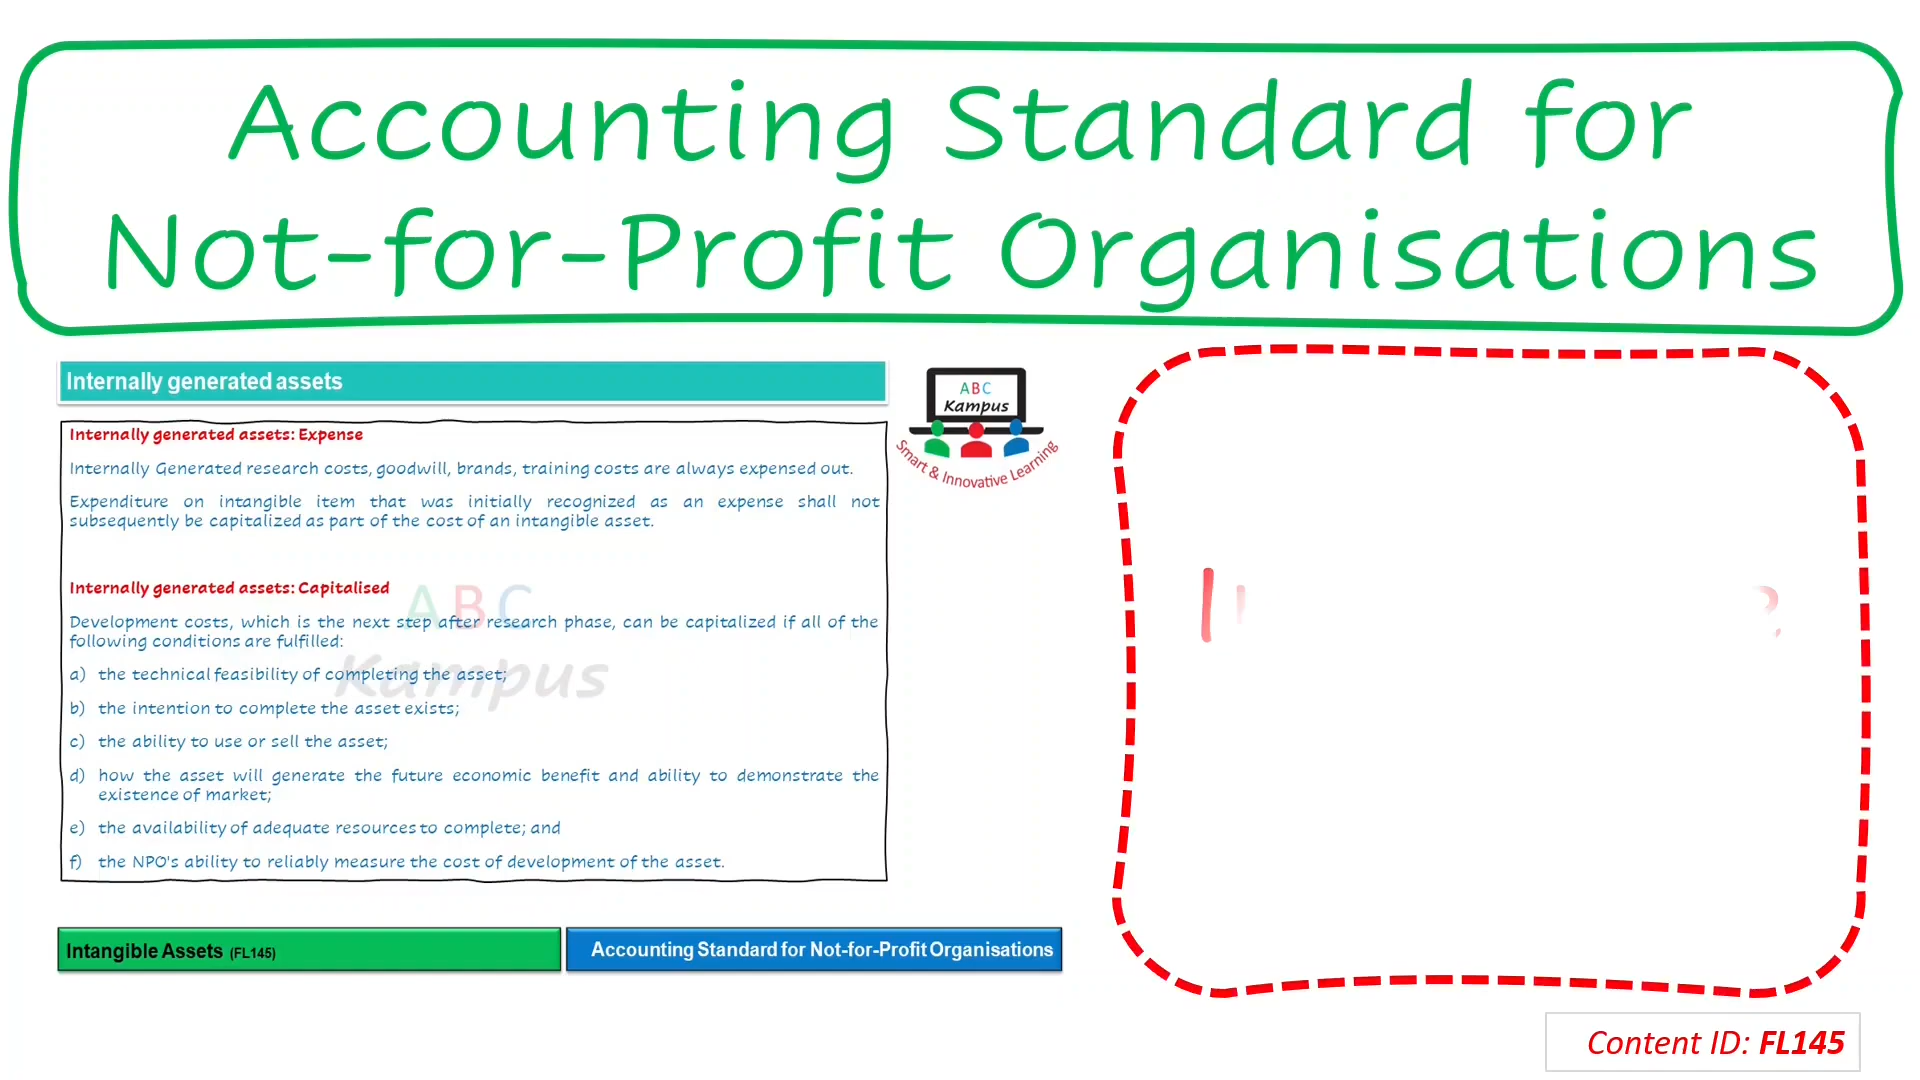 Accounting Standard for
Not-for-Profit Organisations
Internally generated assets
ABC
Kampus
Smart & Innovative Learning
Internally generated assets: Expense
Internally Generated research costs, goodwill, brands, training costs are always expensed out.
Expenditure on intangible item that was initially recognized as an expense shall not
subsequently be capitalized as part of the cost of an intangible asset.
Internally generated assets: Capitalised
Development costs, which is the next step after research phase, can be capitalized if all of the
following conditions are fulfilled:
a) the technical feasibility of completing the asset;
b) the intention to complete the asset exists;
c) the ability to use or sell the asset;
d) how the asset will generate the future economic benefit and ability to demonstrate the
existence of market;
e) the availability of adequate resources to complete; and
f) the NPO's ability to reliably measure the cost of development of the asset.
ABC
Kampus
Intangible Assets (FL145)
Accounting Standard for Not-for-Profit Organisations
Content ID: FL145